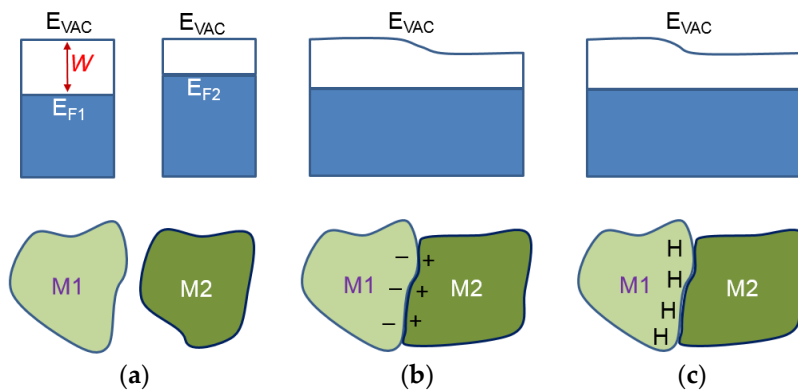 E_VAC E_VAC E_VAC E_VAC
W
E_F1 E_F2
M1 M2 M1 − + − + − + M2 M1 H H H H M2
(a) (b) (c)